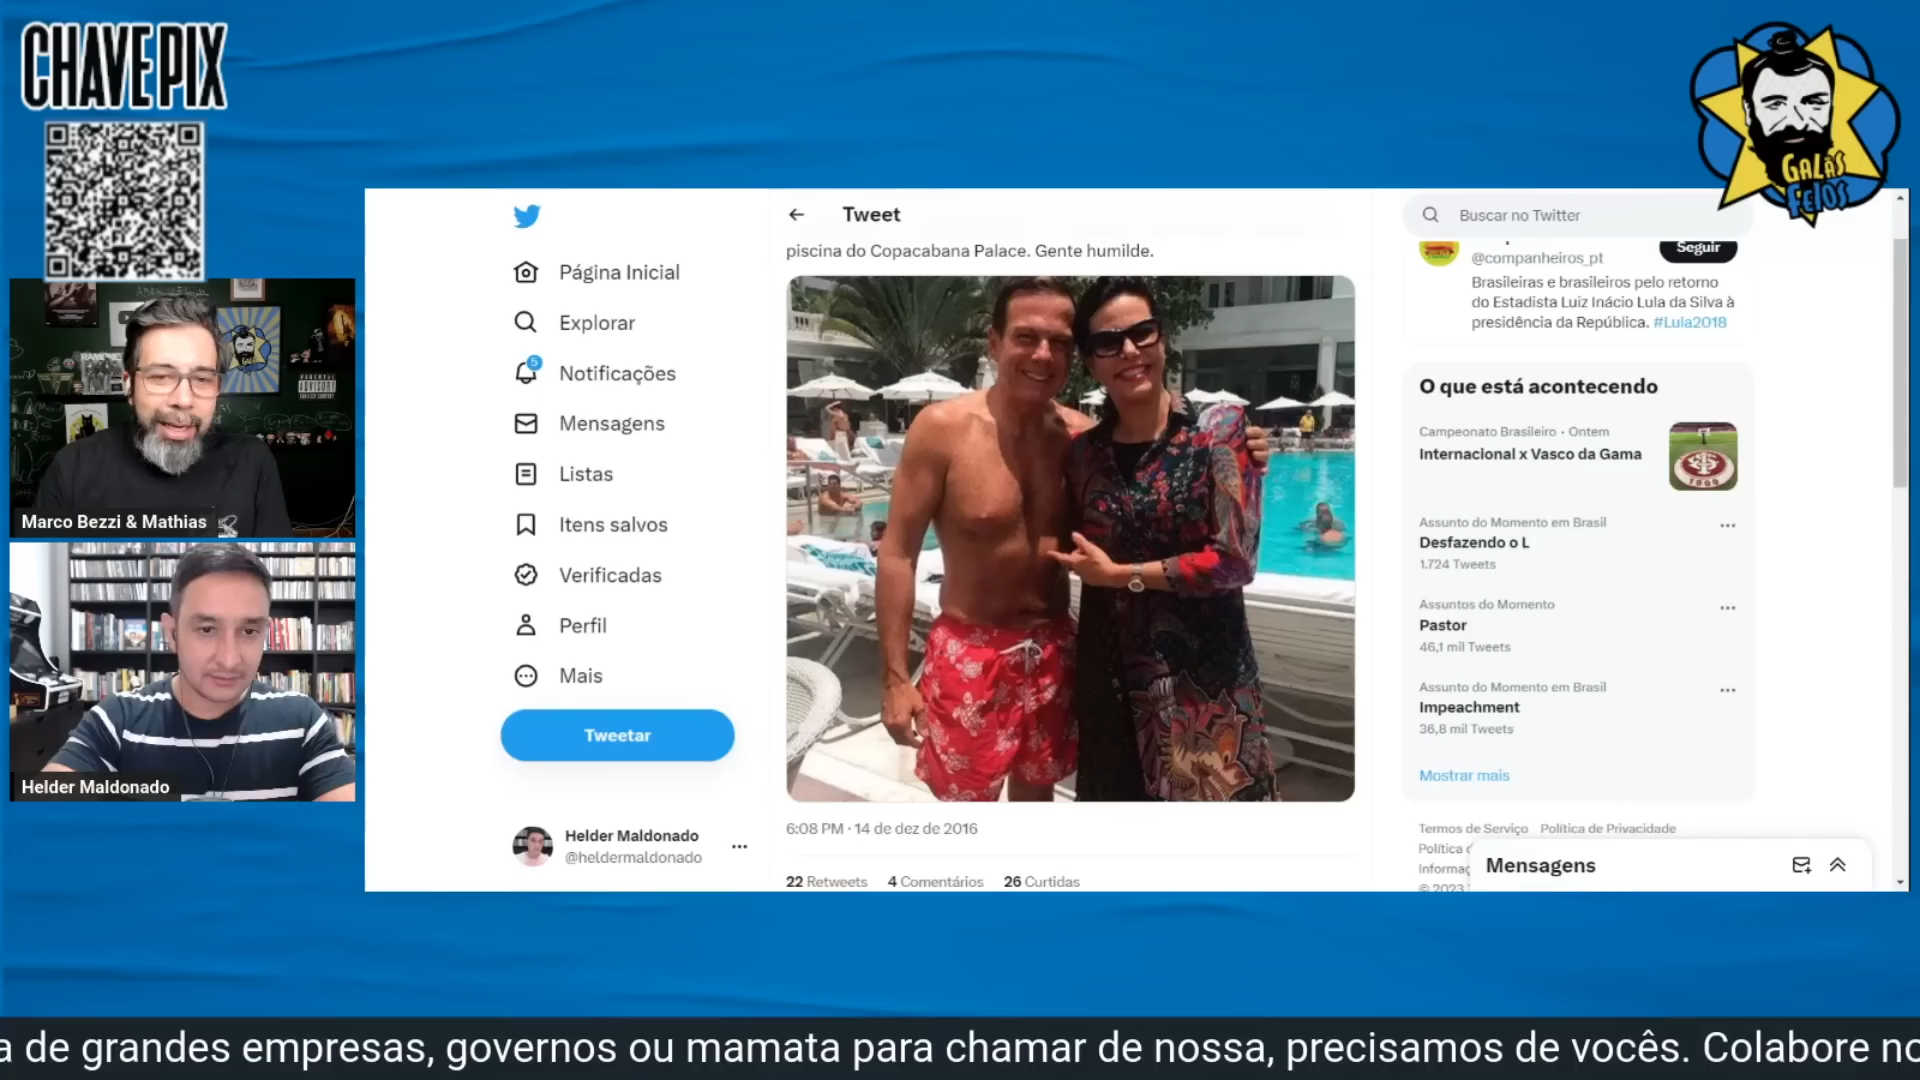 CHAVE PIX
GALÃS
FEIOS
RAMONES
ADVISORY
Marco Bezzi & Mathias
Helder Maldonado
Página Inicial
Explorar
5
Notificações
Mensagens
Listas
Itens salvos
Verificadas
Perfil
Mais
Tweetar
Helder Maldonado
@heldermaldonado
Tweet
piscina do Copacabana Palace. Gente humilde.
6:08 PM · 14 de dez de 2016
22 Retweets 4 Comentários 26 Curtidas
Buscar no Twitter
@companheiros_pt
Seguir
Brasileiras e brasileiros pelo retorno
do Estadista Luiz Inácio Lula da Silva à
presidência da República. #Lula2018
O que está acontecendo
Campeonato Brasileiro · Ontem
Internacional x Vasco da Gama
1909
Assunto do Momento em Brasil
Desfazendo o L
1.724 Tweets
Assuntos do Momento
Pastor
46,1 mil Tweets
Assunto do Momento em Brasil
Impeachment
36,8 mil Tweets
Mostrar mais
Termos de Serviço Política de Privacidade
Política
© 2023
Mensagens
a de grandes empresas, governos ou mamata para chamar de nossa, precisamos de vocês. Colabore no